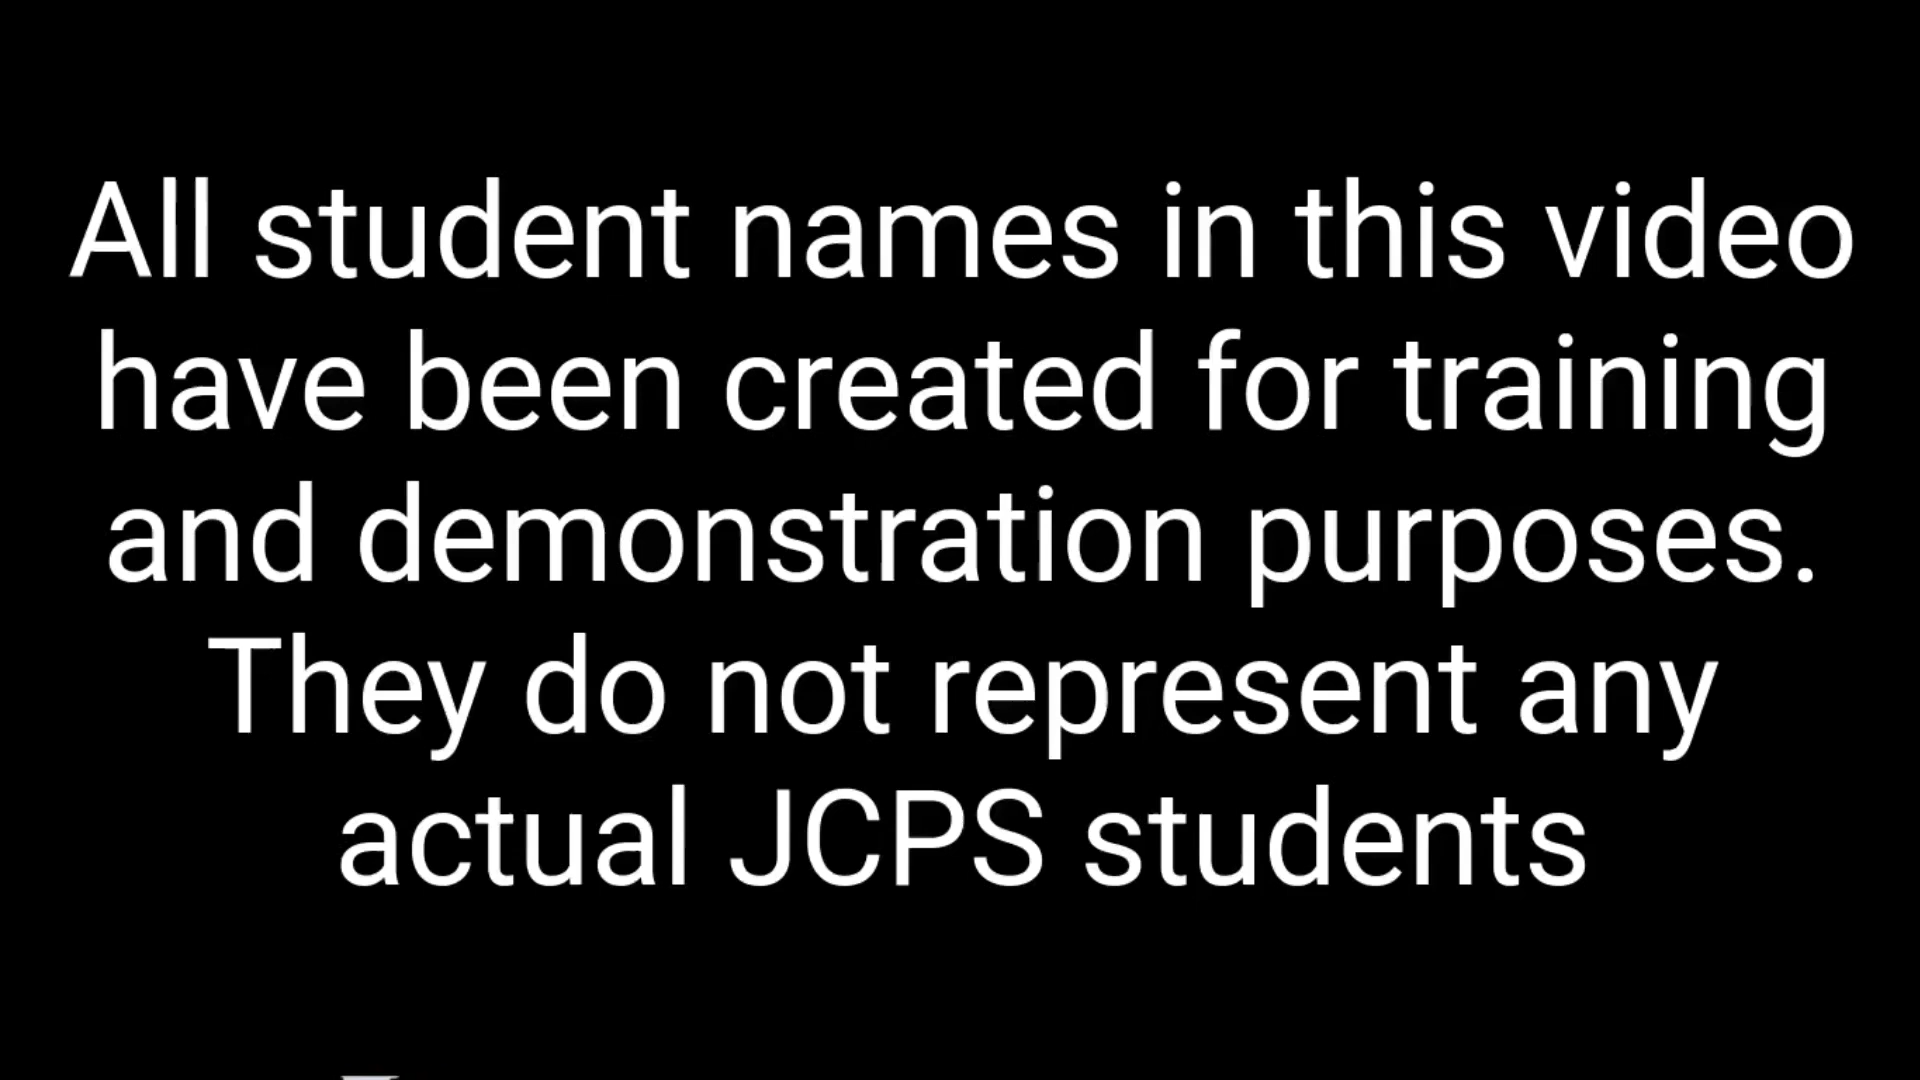 All student names in this video
have been created for training
and demonstration purposes.
They do not represent any
actual JCPS students